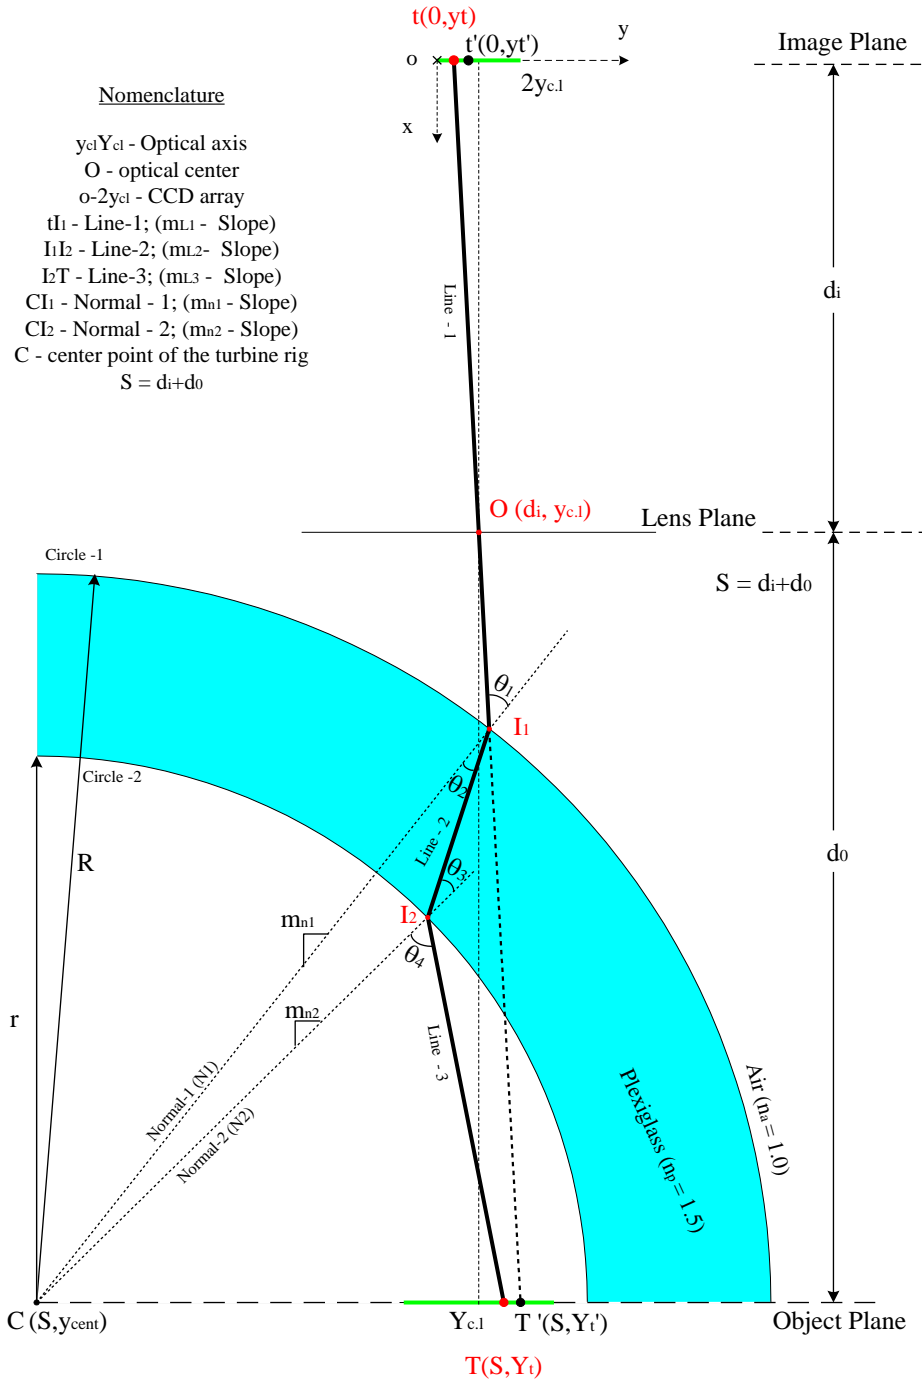 t(0,yt)
t'(0,yt')
y
Image Plane
o
2yc.l
x
Nomenclature
yclYcl - Optical axis
O - optical center
o-2ycl - CCD array
tI1 - Line-1; (mL1 - Slope)
I1I2 - Line-2; (mL2- Slope)
I2T - Line-3; (mL3 - Slope)
CI1 - Normal - 1; (mn1 - Slope)
CI2 - Normal - 2; (mn2 - Slope)
C - center point of the turbine rig
S = di+d0
Line - 1
di
O (di, yc.l)
Lens Plane
Circle -1
S = di+d0
θ1
I1
Circle -2
θ2
Line - 2
θ3
R
d0
I2
mn1
θ4
r
mn2
Line - 3
Normal-1 (N1)
Normal-2 (N2)
Plexiglass (np = 1.5)
Air (na = 1.0)
C (S,ycent)
Yc.l
T '(S,Yt')
Object Plane
T(S,Yt)